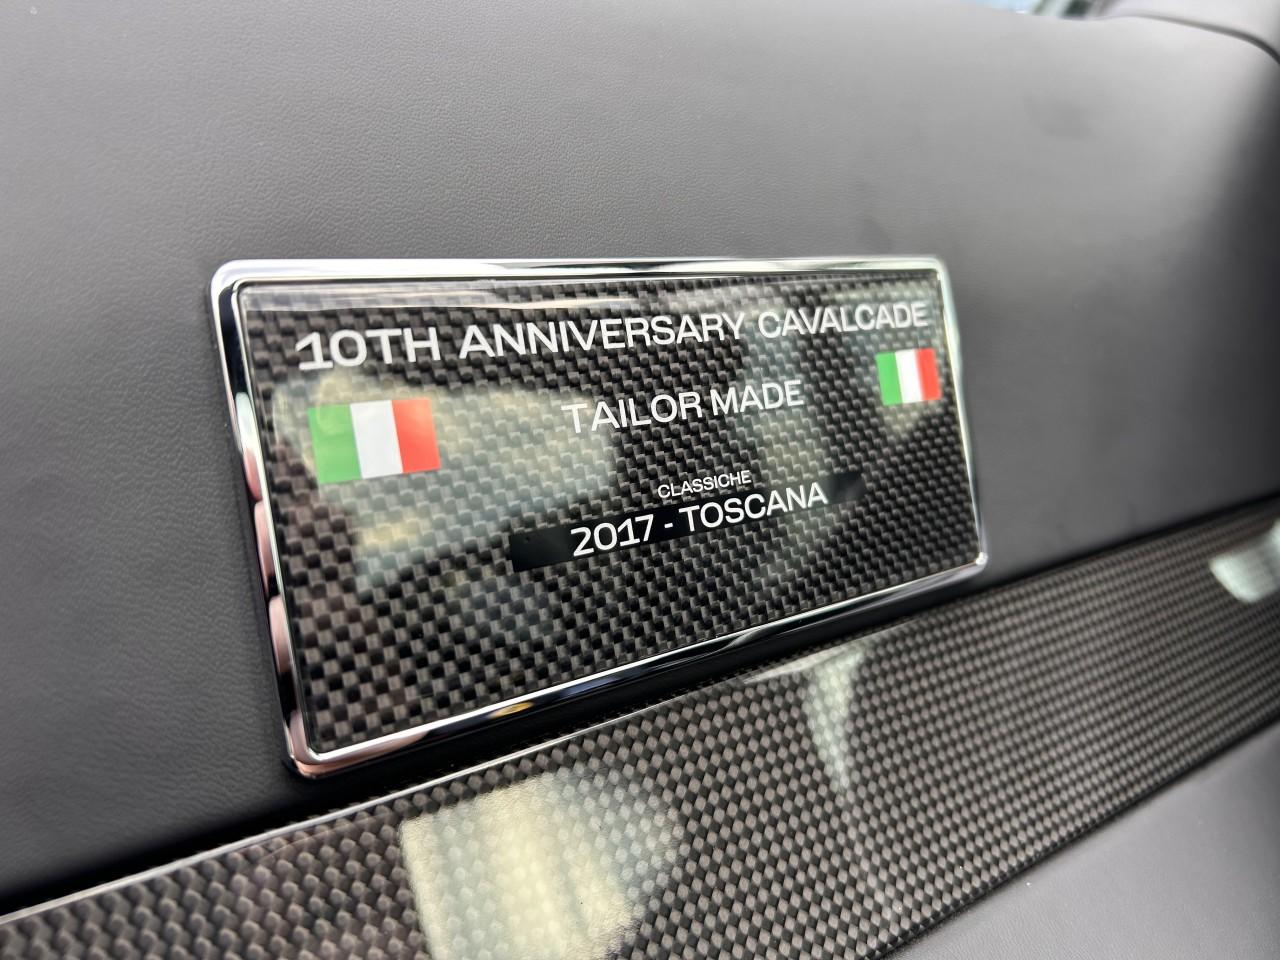 10TH ANNIVERSARY CAVALCADE
TAILOR MADE
CLASSICHE
2017 - TOSCANA